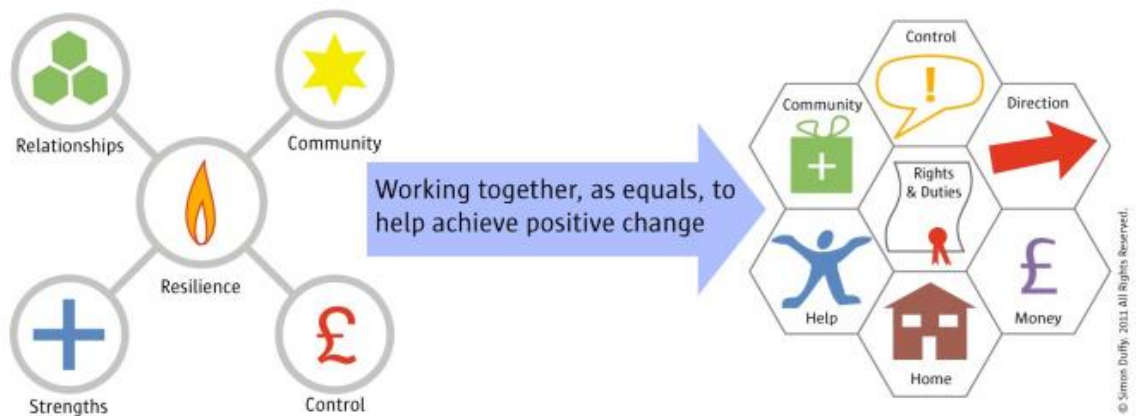 Relationships
Community
Resilience
Strengths
£
Control
Working together, as equals, to
help achieve positive change
Control
!
Community
Direction
Rights
& Duties
Help
£
Money
Home
© Simon Duffy, 2011 All Rights Reserved.